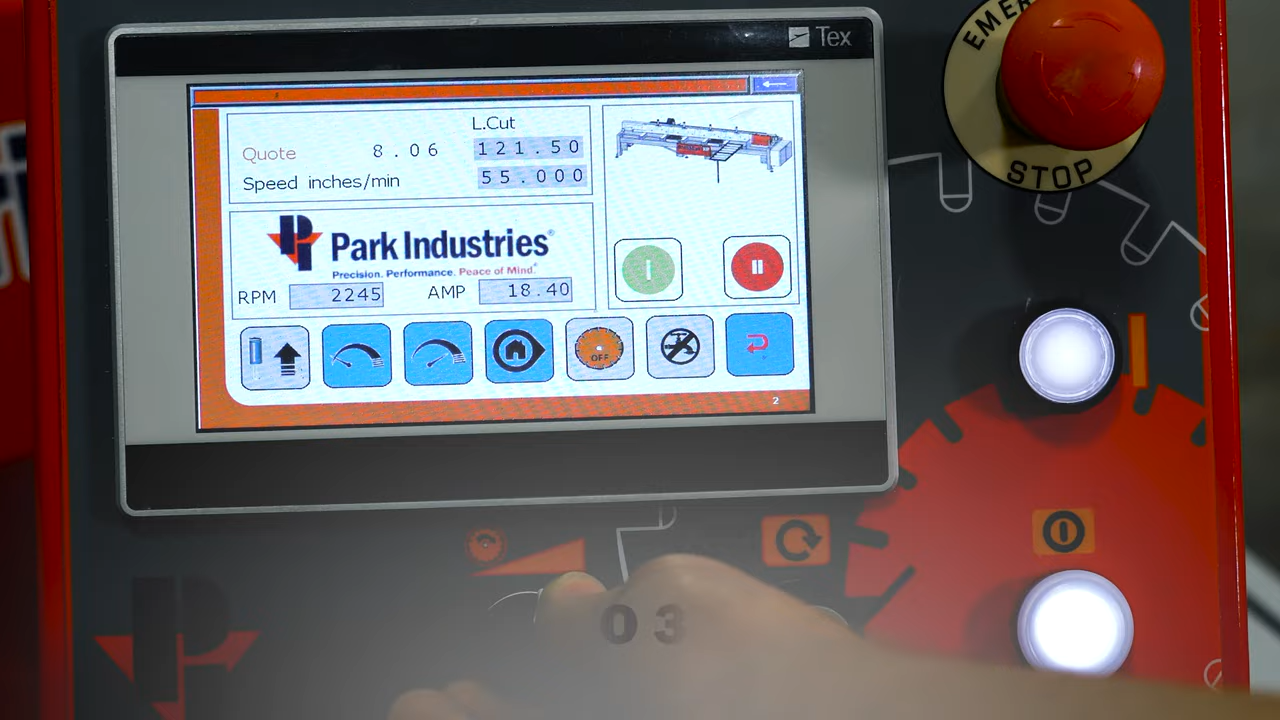 Tex
EMER
STOP
L.Cut
Quote 8.06 121.50
Speed inches/min 55.000
Park Industries®
Precision. Performance. Peace of Mind.®
RPM 2245 AMP 18.40
OFF
2
03